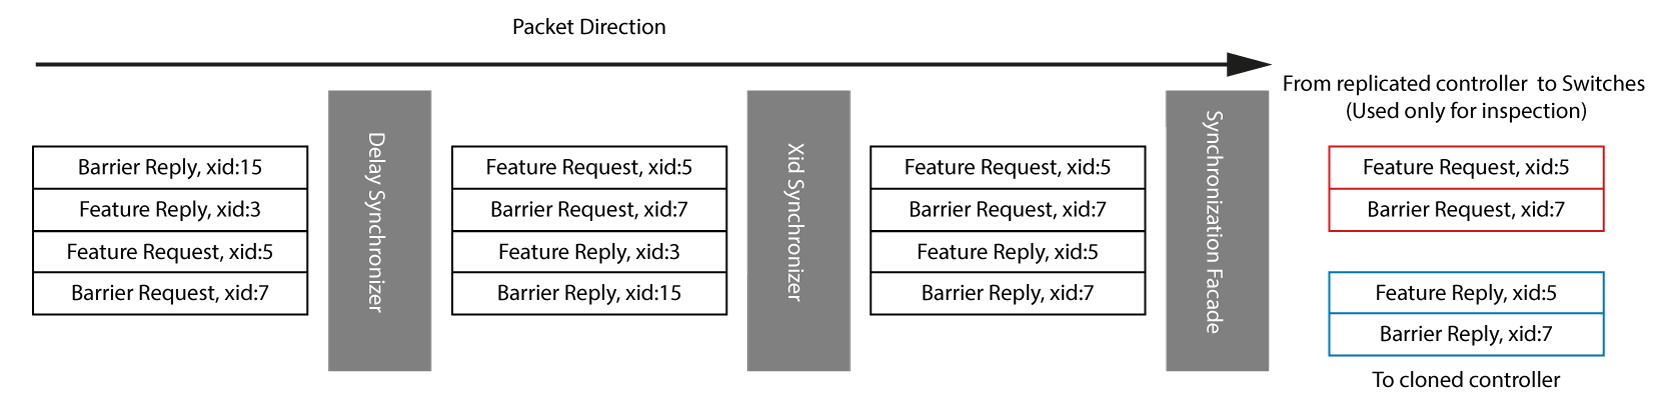 Packet Direction
From replicated controller to Switches
(Used only for inspection)
Barrier Reply, xid:15
Feature Reply, xid:3
Feature Request, xid:5
Barrier Request, xid:7
Delay Synchronizer
Feature Request, xid:5
Barrier Request, xid:7
Feature Reply, xid:3
Barrier Reply, xid:15
Xid Synchronizer
Feature Request, xid:5
Barrier Request, xid:7
Feature Reply, xid:5
Barrier Reply, xid:7
Synchronization Facade
Feature Request, xid:5
Barrier Request, xid:7
Feature Reply, xid:5
Barrier Reply, xid:7
To cloned controller